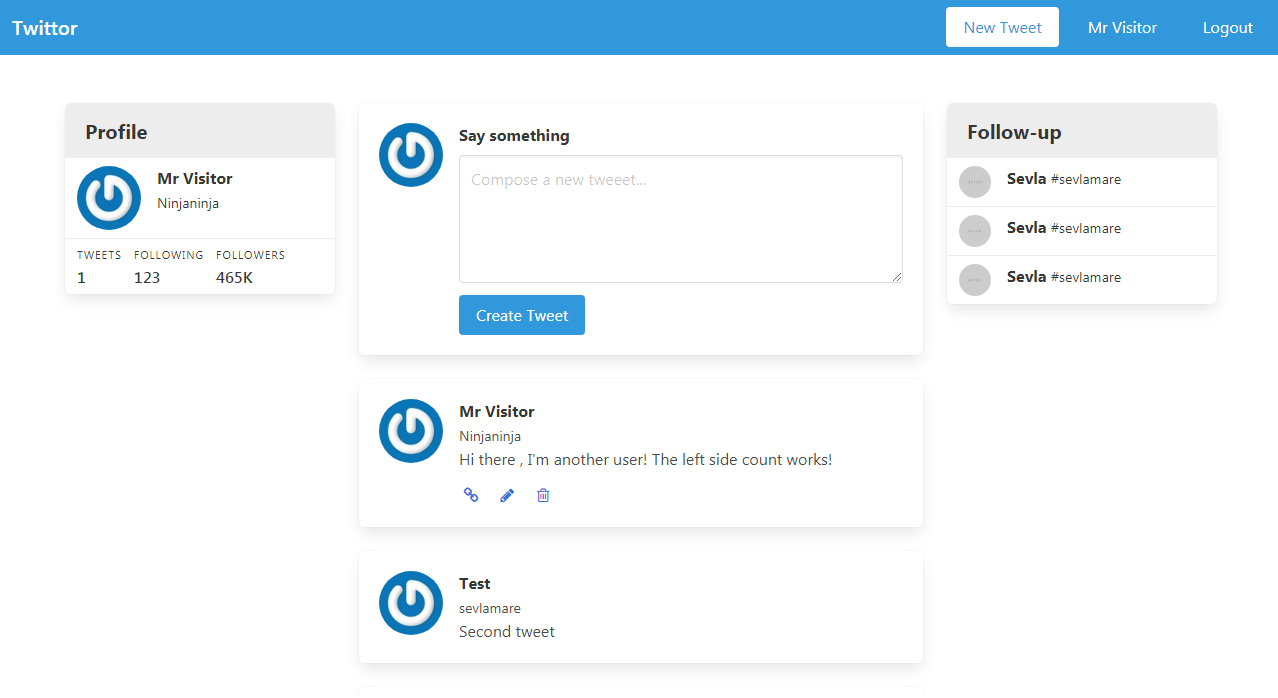 Twittor
New Tweet
Mr Visitor
Logout
Profile
Mr Visitor
Ninjaninja
TWEETS FOLLOWING FOLLOWERS
1 123 465K
Say something
Compose a new tweeet...
Create Tweet
Mr Visitor
Ninjaninja
Hi there , I'm another user! The left side count works!
Test
sevlamare
Second tweet
Follow-up
Sevla #sevlamare
Sevla #sevlamare
Sevla #sevlamare